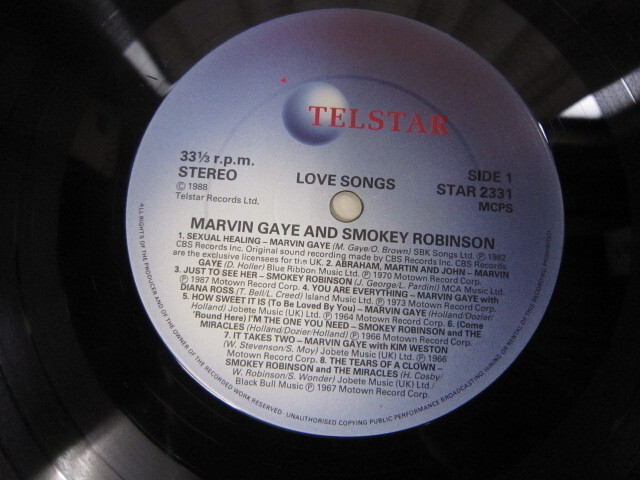 TELSTAR
33⅓ r.p.m.
STEREO
© 1988
Telstar Records Ltd.
LOVE SONGS
SIDE 1
STAR 2331
MCPS
MARVIN GAYE AND SMOKEY ROBINSON
1. SEXUAL HEALING – MARVIN GAYE (M. Gaye/O. Brown) SBK Songs Ltd. ℗ 1982
CBS Records Inc. Original sound recording made by CBS Records Inc. CBS Records
are the exclusive licensees for the UK. 2. ABRAHAM, MARTIN AND JOHN – MARVIN
GAYE (D. Holler) Blue Ribbon Music Ltd. ℗ 1970 Motown Record Corp.
3. JUST TO SEE HER – SMOKEY ROBINSON (J. George/L. Pardini) MCA Music Ltd.
℗ 1987 Motown Record Corp. 4. YOU ARE EVERYTHING – MARVIN GAYE with
DIANA ROSS (T. Bell/L. Creed) Island Music Ltd. ℗ 1973 Motown Record Corp.
5. HOW SWEET IT IS (To Be Loved By You) – MARVIN GAYE (Holland/Dozier/
Holland) Jobete Music (UK) Ltd. ℗ 1964 Motown Record Corp. 6. (Come
'Round Here) I'M THE ONE YOU NEED – SMOKEY ROBINSON and THE
MIRACLES (Holland/Dozier/Holland) ℗ 1966 Motown Record Corp.
7. IT TAKES TWO – MARVIN GAYE with KIM WESTON
(W. Stevenson/S. Moy) Jobete Music (UK) Ltd. ℗ 1966
Motown Record Corp. 8. THE TEARS OF A CLOWN –
SMOKEY ROBINSON AND THE MIRACLES (H. Cosby/
W. Robinson/S. Wonder) Jobete Music (UK) Ltd./
Black Bull Music ℗ 1967 Motown Record Corp.
ALL RIGHTS OF THE PRODUCER AND OF THE OWNER OF THE RECORDED WORK RESERVED. UNAUTHORISED COPYING PUBLIC PERFORMANCE BROADCASTING HIRING OR RENTAL OF THIS RECORDING PROHIBITED